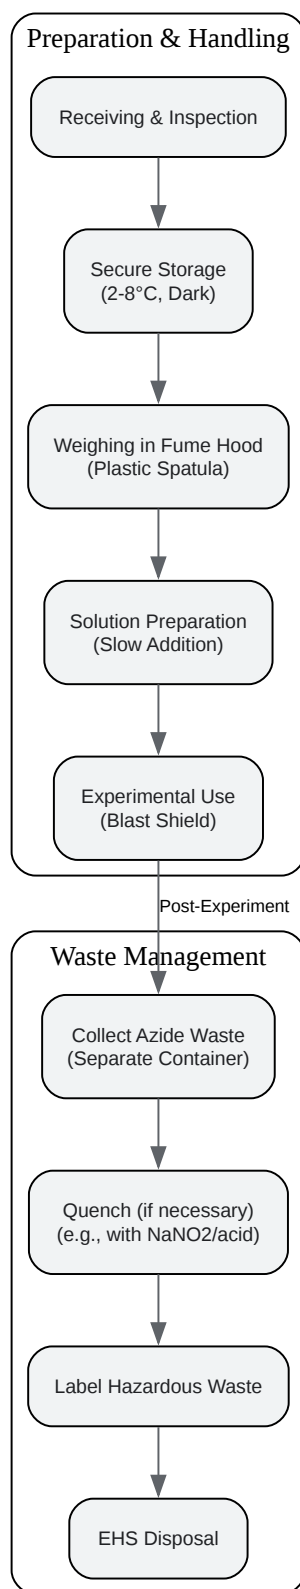 Preparation & Handling
Receiving & Inspection
Secure Storage
(2-8°C, Dark)
Weighing in Fume Hood
(Plastic Spatula)
Solution Preparation
(Slow Addition)
Experimental Use
(Blast Shield)
Post-Experiment
Waste Management
Collect Azide Waste
(Separate Container)
Quench (if necessary)
(e.g., with NaNO2/acid)
Label Hazardous Waste
EHS Disposal